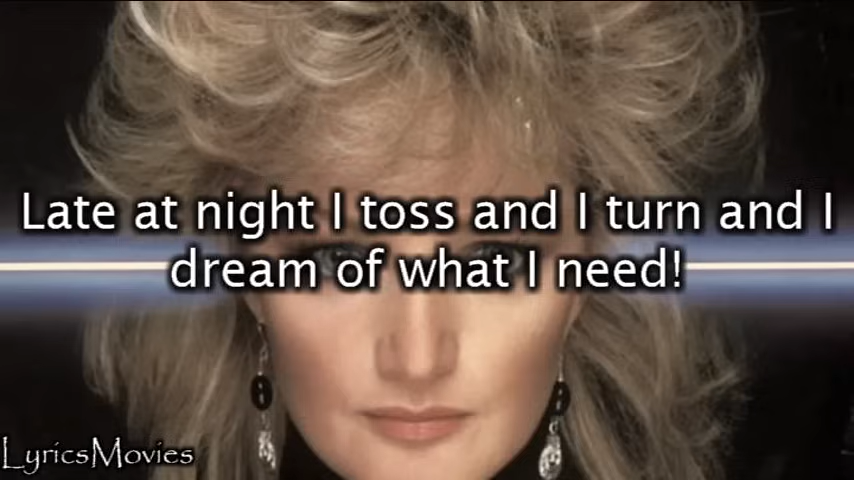 Late at night I toss and I turn and I
dream of what I need!
LyricsMovies